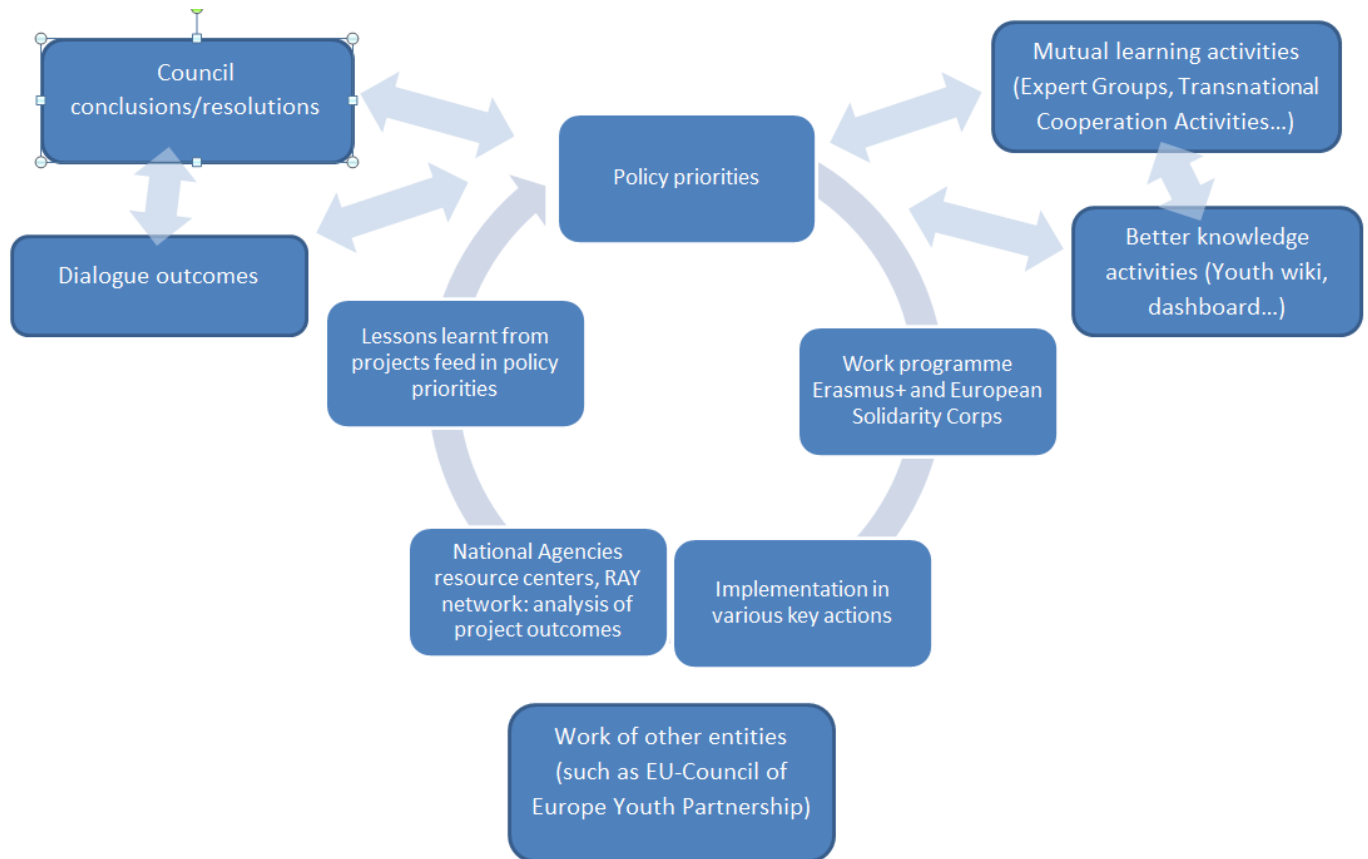 Council
conclusions/resolutions
Mutual learning activities
(Expert Groups, Transnational
Cooperation Activities...)
Policy priorities
Dialogue outcomes
Better knowledge
activities (Youth wiki,
dashboard...)
Lessons learnt from
projects feed in policy
priorities
Work programme
Erasmus+ and European
Solidarity Corps
National Agencies
resource centers, RAY
network: analysis of
project outcomes
Implementation in
various key actions
Work of other entities
(such as EU-Council of
Europe Youth Partnership)